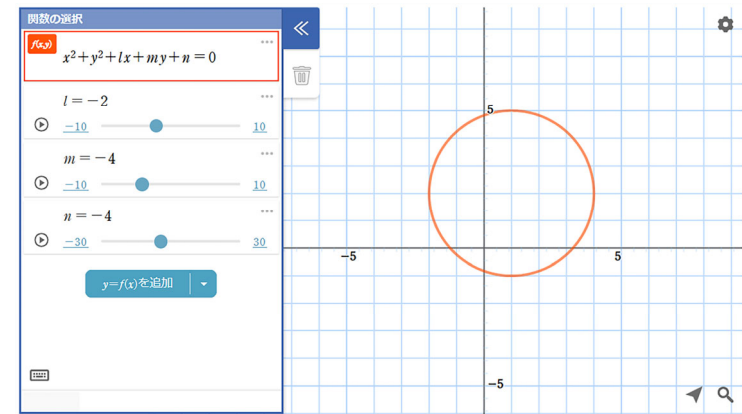 関数の選択
f(x,y)
x²+y²+lx+my+n=0
l=−2
−10 10
m=−4
−10 10
n=−4
−30 30
y=f(x)を追加
5
−5 5
−5